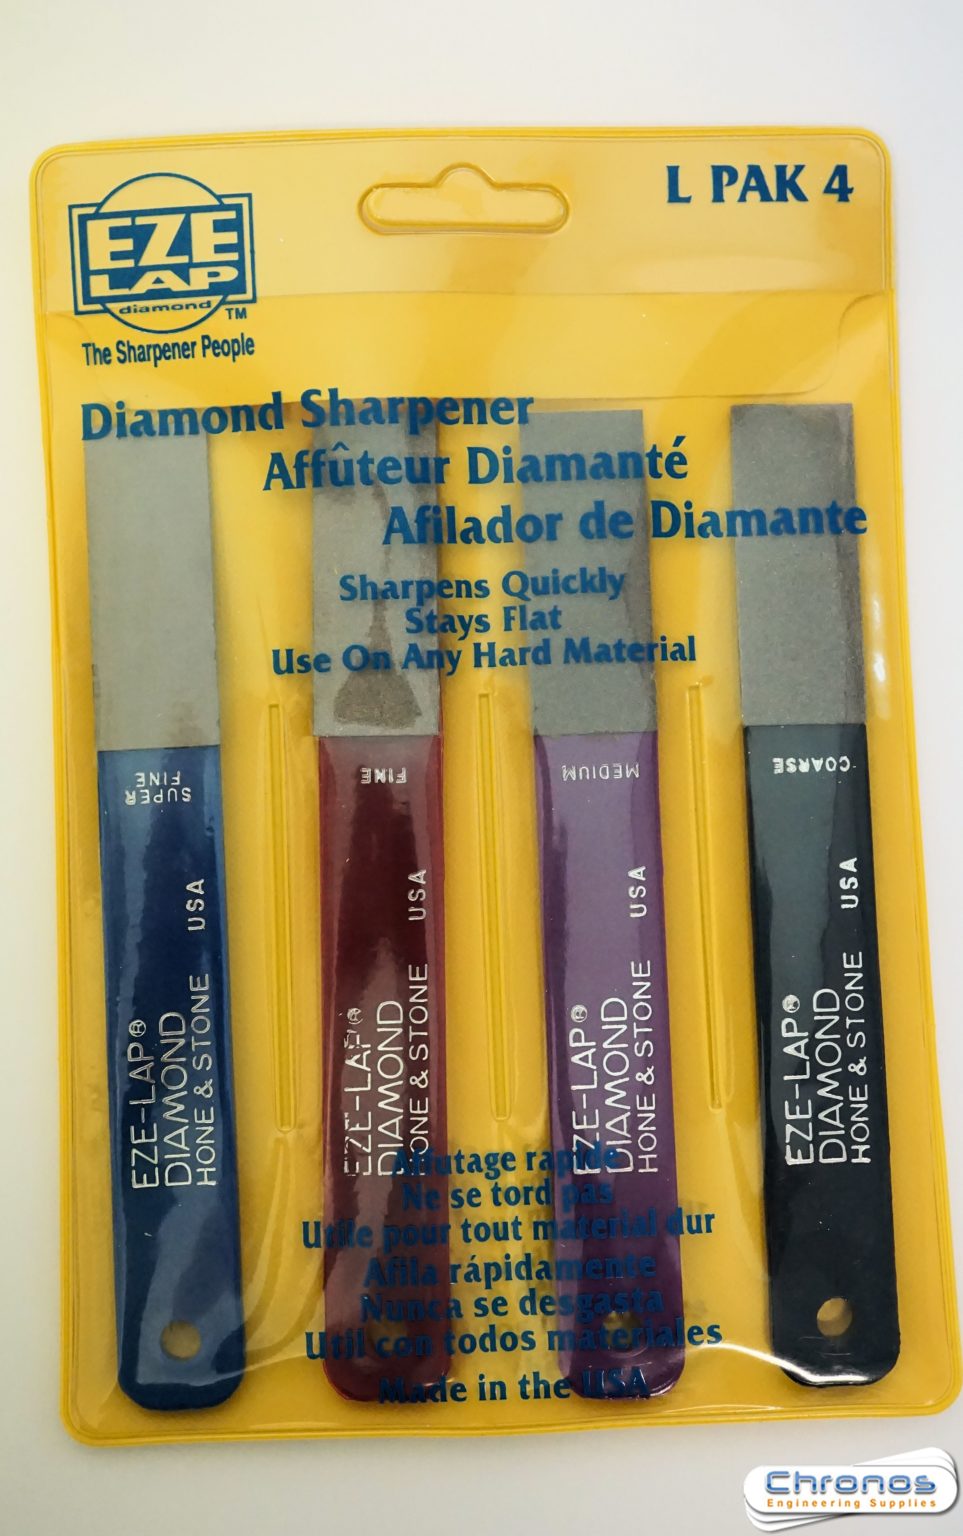 EZE
LAP
diamond
TM
The Sharpener People
L PAK 4
Diamond Sharpener
Affûteur Diamanté
Afilador de Diamante
Sharpens Quickly
Stays Flat
Use On Any Hard Material
SUPER
FINE
USA
EZE-LAP®
DIAMOND
HONE & STONE
FINE
USA
EZE-LAP®
DIAMOND
HONE & STONE
MEDIUM
USA
EZE-LAP®
DIAMOND
HONE & STONE
COARSE
USA
EZE-LAP®
DIAMOND
HONE & STONE
Affutage rapide
Ne se tord pas
Utile pour tout material dur
Afila rápidamente
Nunca se desgasta
Util con todos materiales
Made in the USA
Chronos
Engineering Supplies